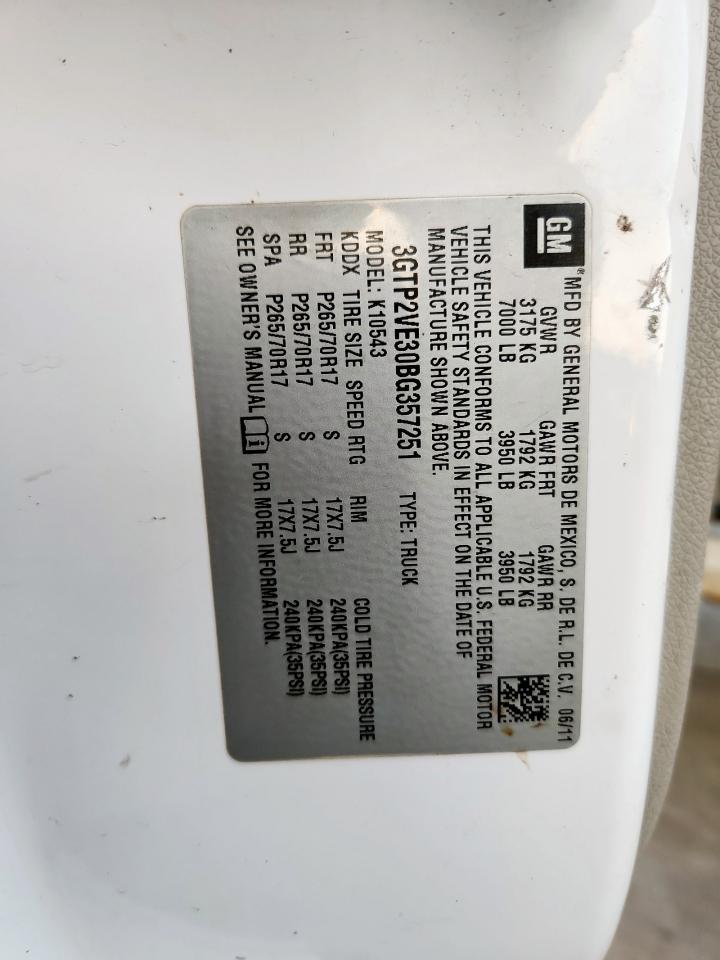 GM® MFD BY GENERAL MOTORS DE MEXICO, S. DE R.L. DE C.V. 06/11
GVWR GAWR FRT GAWR RR
3175 KG 1792 KG 1792 KG
7000 LB 3950 LB 3950 LB
THIS VEHICLE CONFORMS TO ALL APPLICABLE U.S. FEDERAL MOTOR
VEHICLE SAFETY STANDARDS IN EFFECT ON THE DATE OF
MANUFACTURE SHOWN ABOVE.
3GTP2VE30BG357251 TYPE: TRUCK
MODEL: K10543
KDDX TIRE SIZE SPEED RTG RIM COLD TIRE PRESSURE
FRT P265/70R17 S 17X7.5J 240KPA(35PSI)
RR P265/70R17 S 17X7.5J 240KPA(35PSI)
SPA P265/70R17 S 17X7.5J 240KPA(35PSI)
SEE OWNER'S MANUAL i FOR MORE INFORMATION.